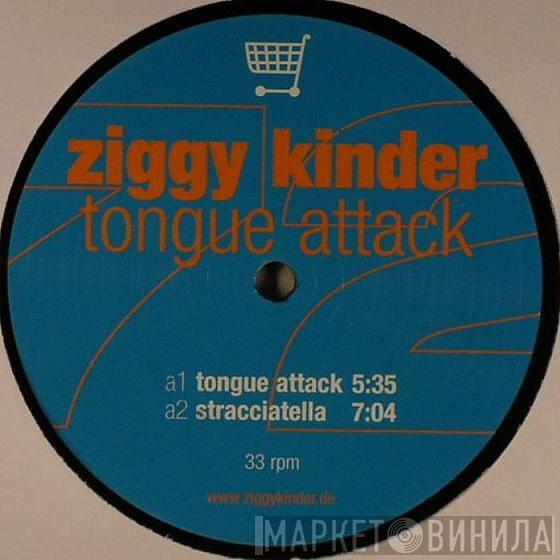 ziggy kinder
tongue attack
a1 tongue attack 5:35
a2 stracciatella 7:04
33 rpm
www.ziggykinder.de
МАРКЕТ ВИНИЛА